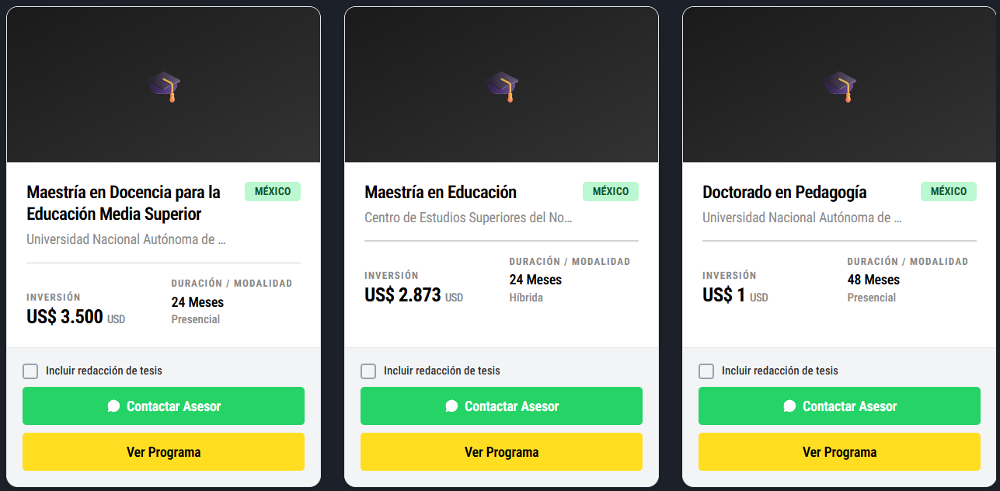 Maestría en Docencia para la
Educación Media Superior
MÉXICO
Universidad Nacional Autónoma de ...
INVERSIÓN
US$ 3.500 USD
DURACIÓN / MODALIDAD
24 Meses
Presencial
Incluir redacción de tesis
Contactar Asesor
Ver Programa
Maestría en Educación
MÉXICO
Centro de Estudios Superiores del No...
INVERSIÓN
US$ 2.873 USD
DURACIÓN / MODALIDAD
24 Meses
Híbrida
Incluir redacción de tesis
Contactar Asesor
Ver Programa
Doctorado en Pedagogía
MÉXICO
Universidad Nacional Autónoma de ...
INVERSIÓN
US$ 1 USD
DURACIÓN / MODALIDAD
48 Meses
Presencial
Incluir redacción de tesis
Contactar Asesor
Ver Programa